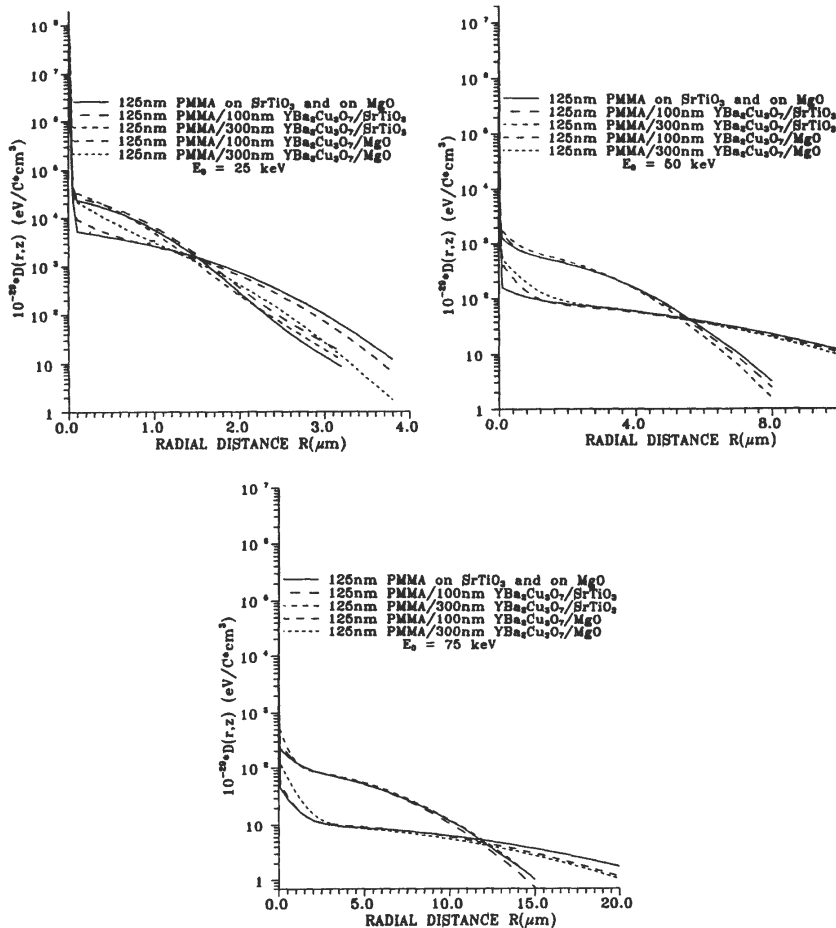 10⁸
10⁷
10⁶
10⁵
10⁴
10³
10²
10
1
10⁻²⁹*D(r,z) (eV/C*cm³)
125nm PMMA on SrTiO₃ and on MgO
125nm PMMA/100nm YBa₂Cu₃O₇/SrTiO₃
125nm PMMA/300nm YBa₂Cu₃O₇/SrTiO₃
125nm PMMA/100nm YBa₂Cu₃O₇/MgO
125nm PMMA/300nm YBa₂Cu₃O₇/MgO
E₀ = 25 keV
0.0 1.0 2.0 3.0 4.0
RADIAL DISTANCE R(μm)
10⁷
10⁶
10⁵
10⁴
10³
10²
10
1
10⁻²⁹*D(r,z) (eV/C*cm³)
125nm PMMA on SrTiO₃ and on MgO
125nm PMMA/100nm YBa₂Cu₃O₇/SrTiO₃
125nm PMMA/300nm YBa₂Cu₃O₇/SrTiO₃
125nm PMMA/100nm YBa₂Cu₃O₇/MgO
125nm PMMA/300nm YBa₂Cu₃O₇/MgO
E₀ = 50 keV
0.0 4.0 8.0
RADIAL DISTANCE R(μm)
10⁷
10⁶
10⁵
10⁴
10³
10²
10
1
10⁻²⁹*D(r,z) (eV/C*cm³)
125nm PMMA on SrTiO₃ and on MgO
125nm PMMA/100nm YBa₂Cu₃O₇/SrTiO₃
125nm PMMA/300nm YBa₂Cu₃O₇/SrTiO₃
125nm PMMA/100nm YBa₂Cu₃O₇/MgO
125nm PMMA/300nm YBa₂Cu₃O₇/MgO
E₀ = 75 keV
0.0 5.0 10.0 15.0 20.0
RADIAL DISTANCE R(μm)